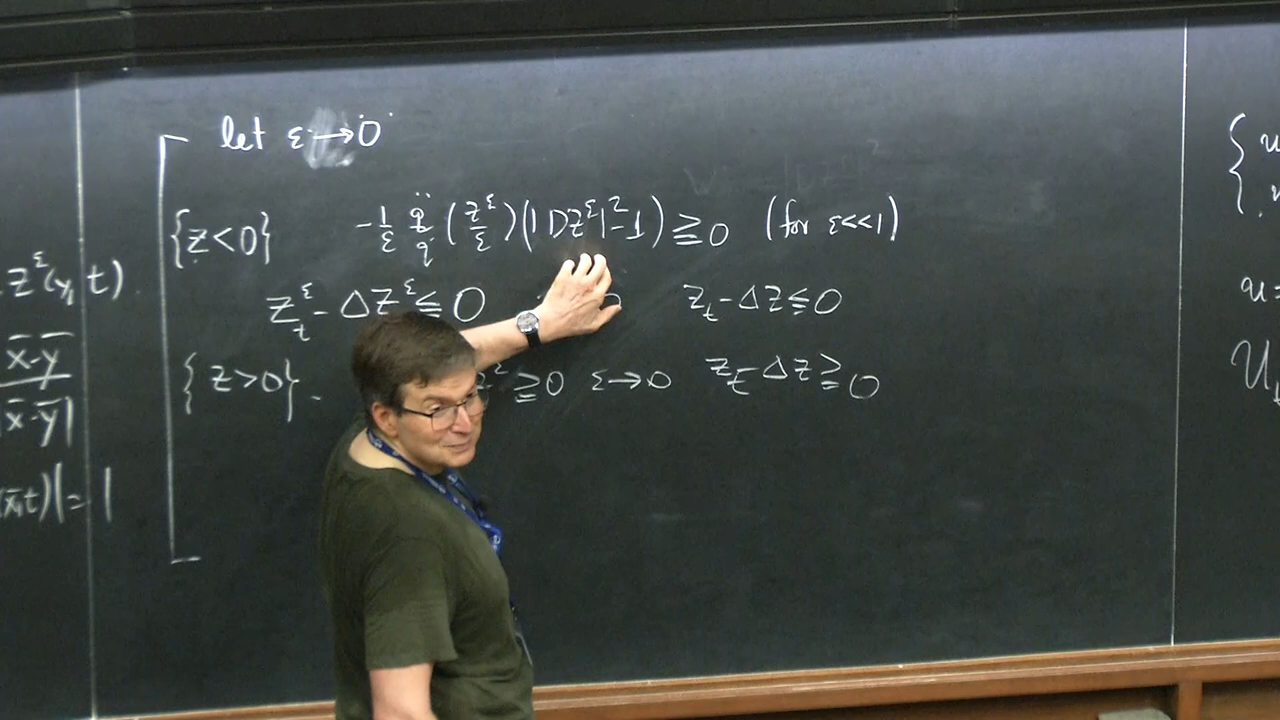 let ε → 0
{z<0} -1/ε q̈/q̇ (z^ε/ε)(|Dz^ε|²-1) ≧ 0 (for ε<<1)
z^ε_t - Δz^ε ≦ 0 z_t - Δz ≦ 0
{z>0}. ≧ 0 ε → 0 z_t - Δz ≧ 0
z^ε(y,t)
x̄-ȳ
|x̄-ȳ|
(x̄,t)| = 1
{ u
u =
U_t